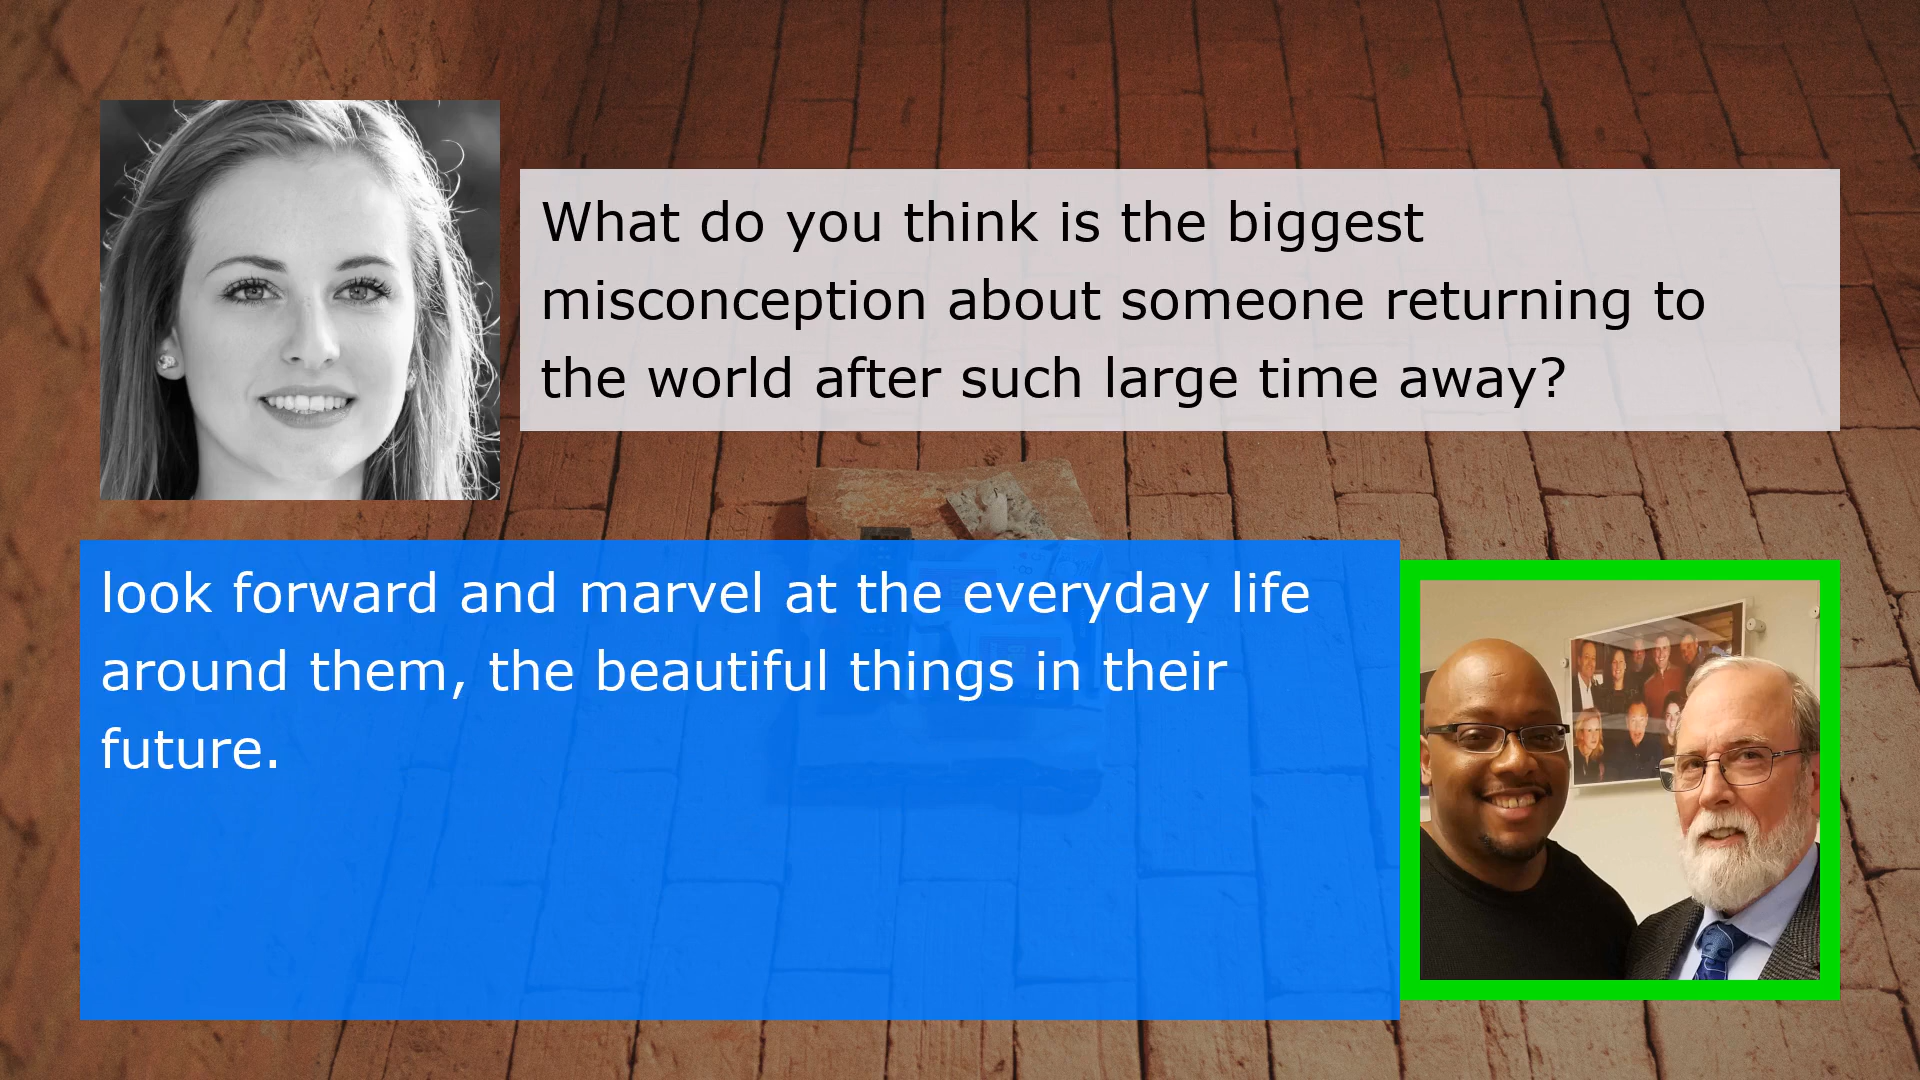 What do you think is the biggest
misconception about someone returning to
the world after such large time away?
look forward and marvel at the everyday life
around them, the beautiful things in their
future.